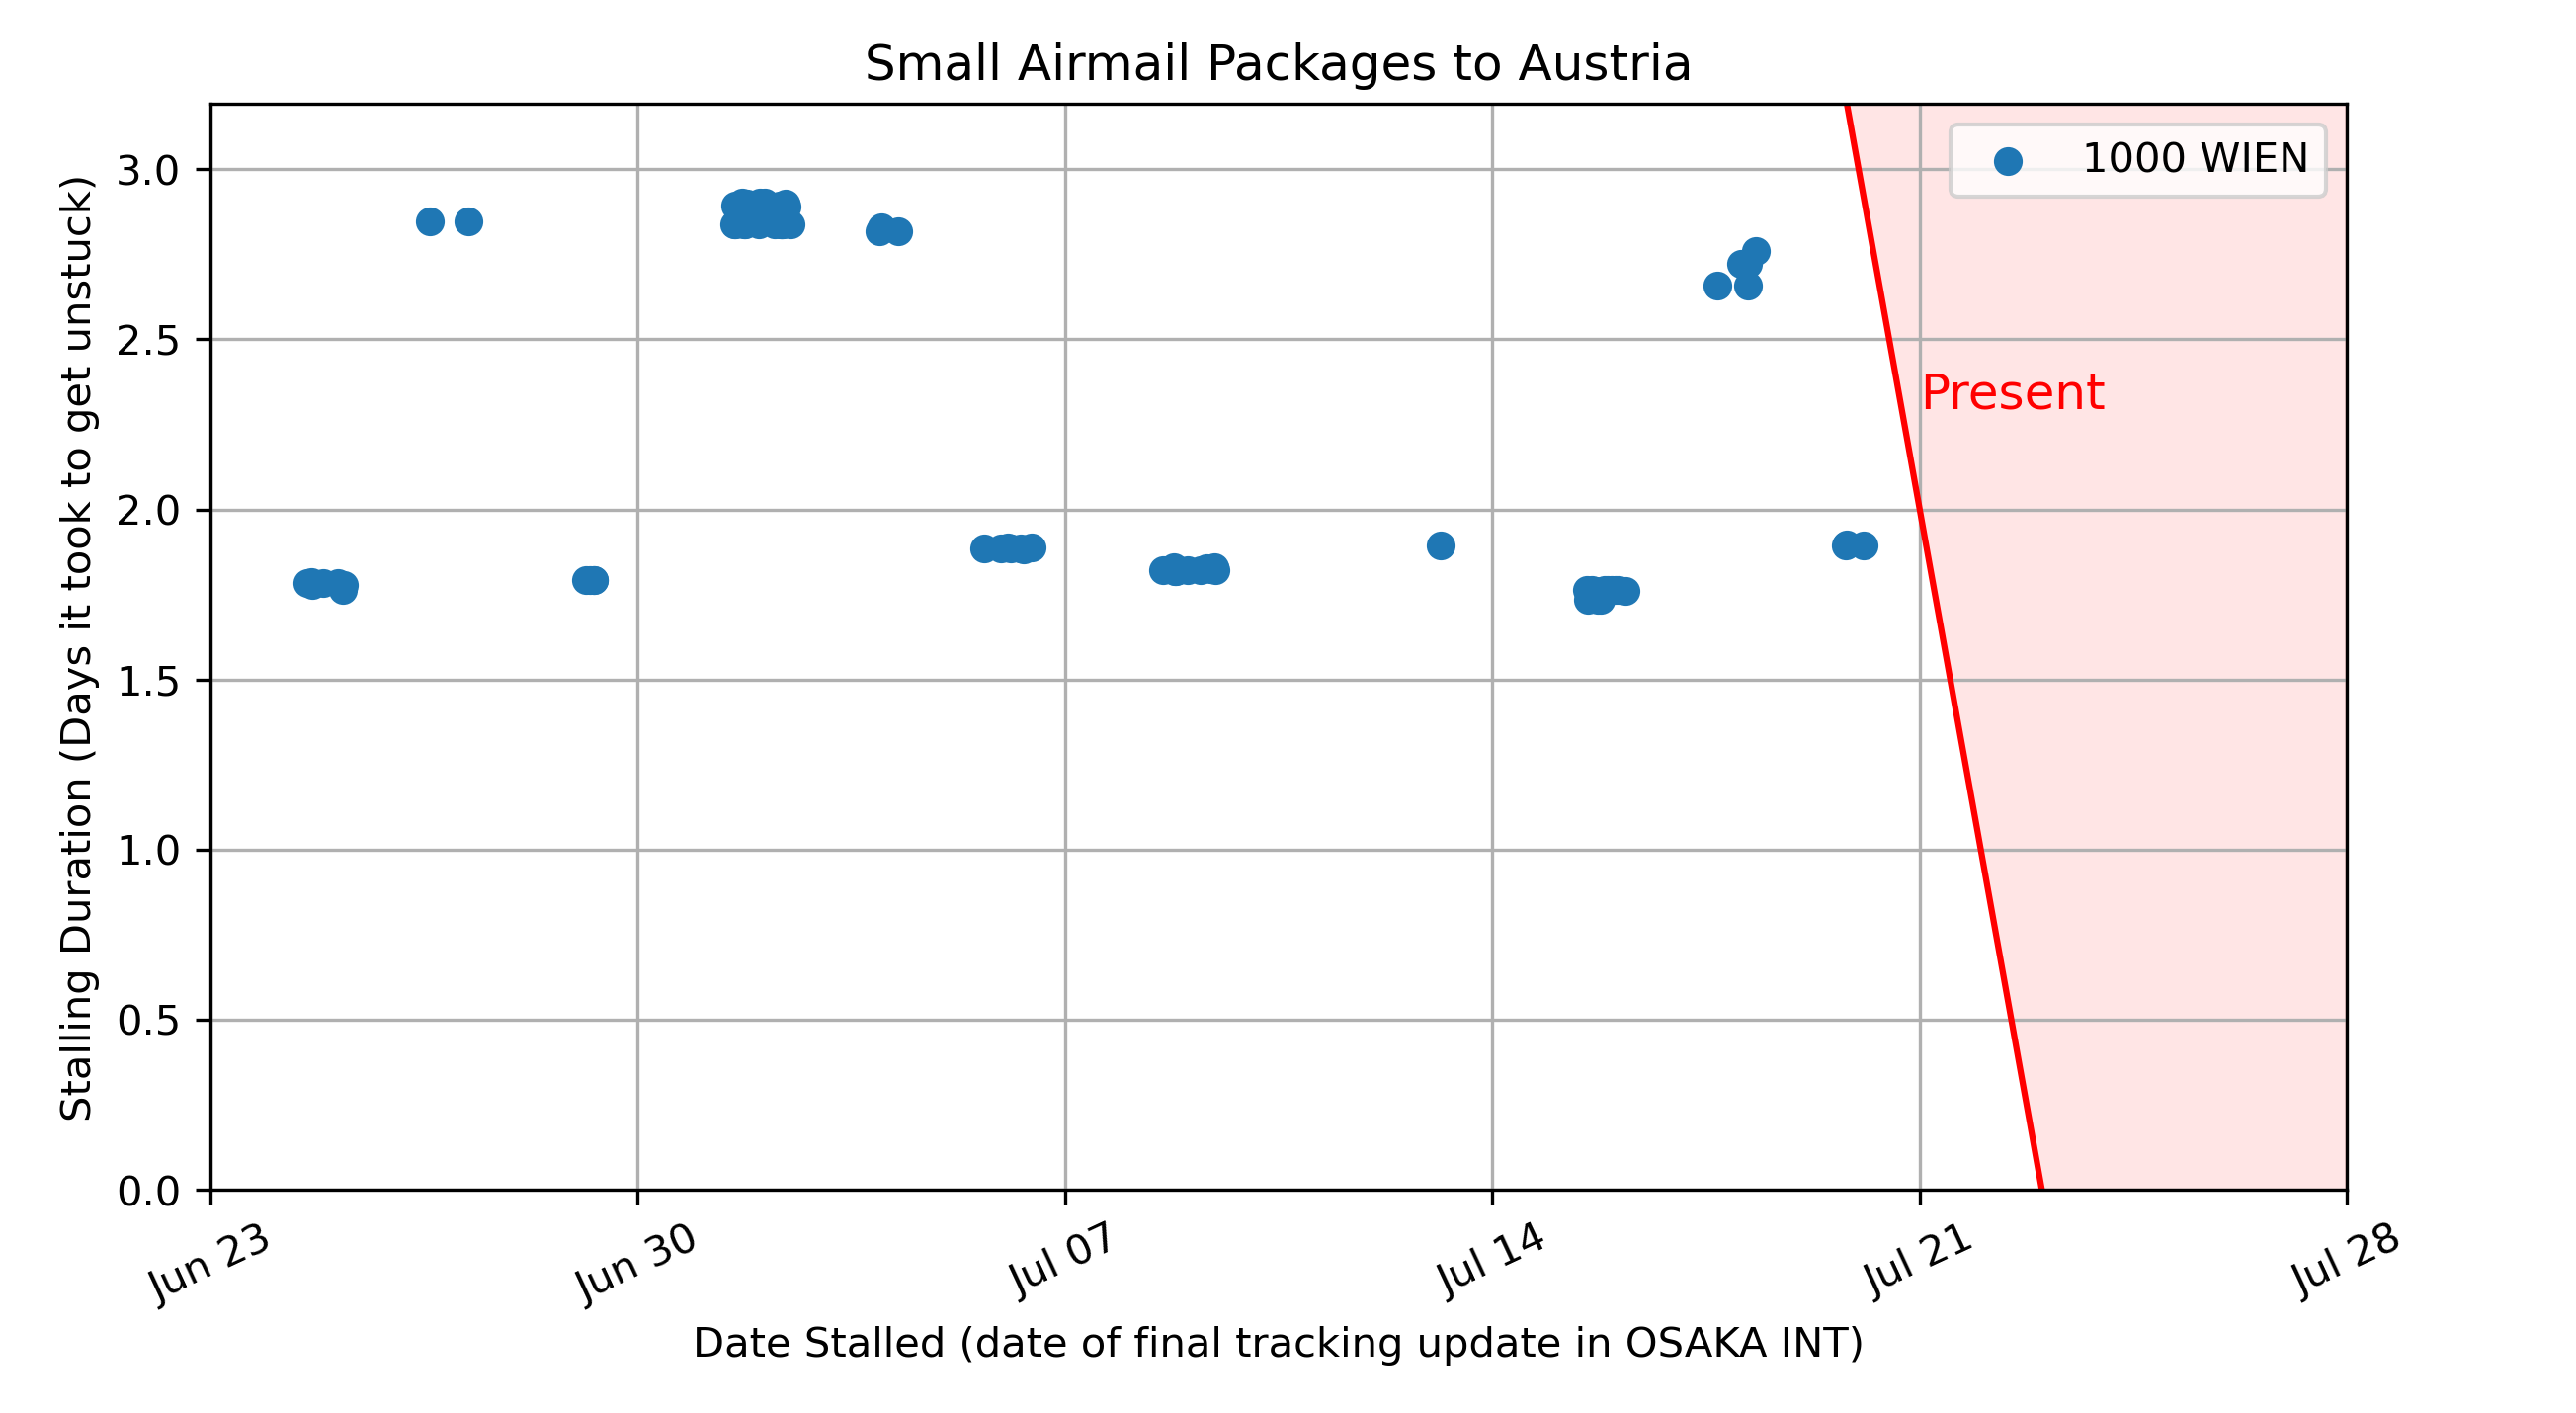 Small Airmail Packages to Austria
1000 WIEN
Present
Stalling Duration (Days it took to get unstuck)
3.0
2.5
2.0
1.5
1.0
0.5
0.0
Jun 23
Jun 30
Jul 07
Jul 14
Jul 21
Jul 28
Date Stalled (date of final tracking update in OSAKA INT)